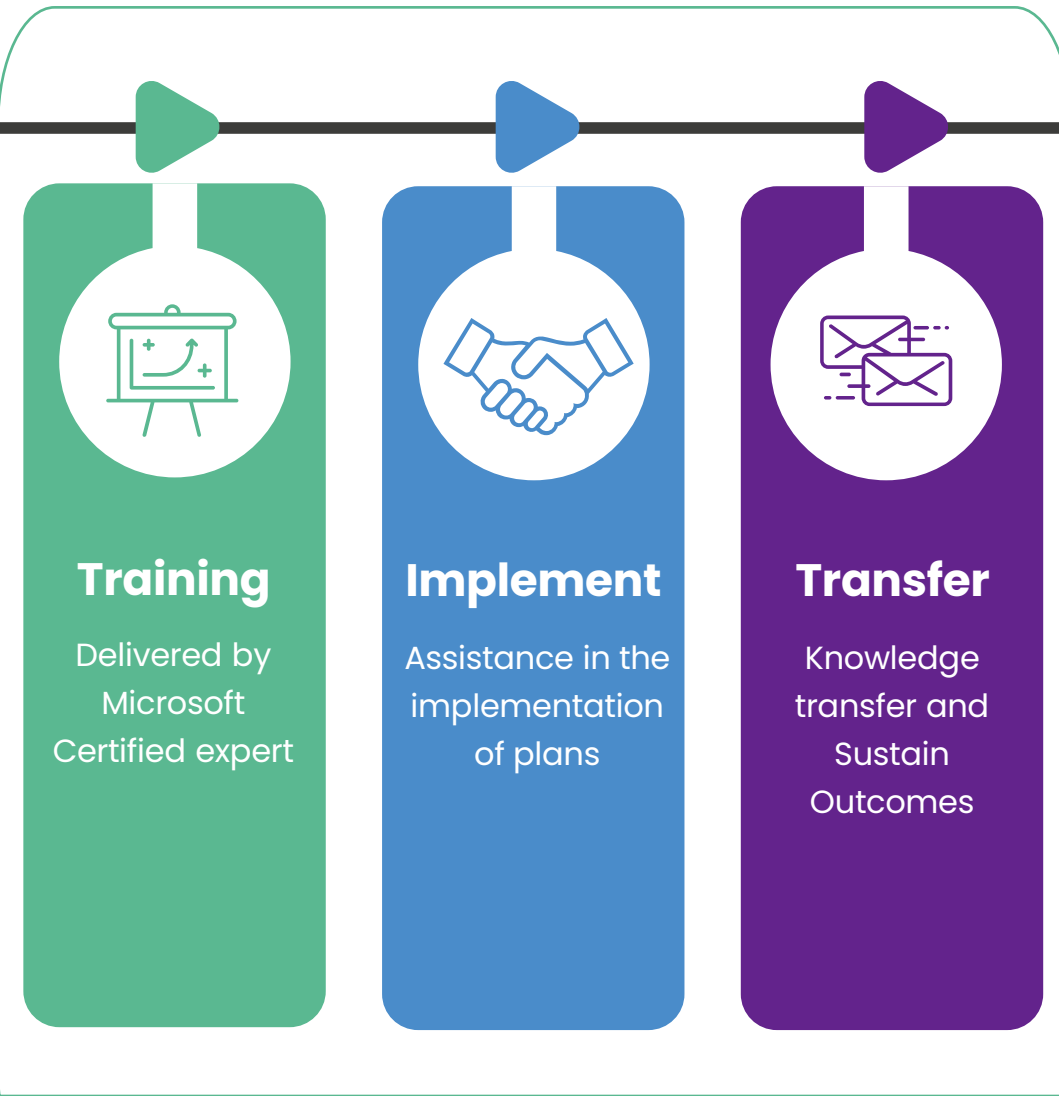 Training
Delivered by
Microsoft
Certified expert
Implement
Assistance in the
implementation
of plans
Transfer
Knowledge
transfer and
Sustain
Outcomes